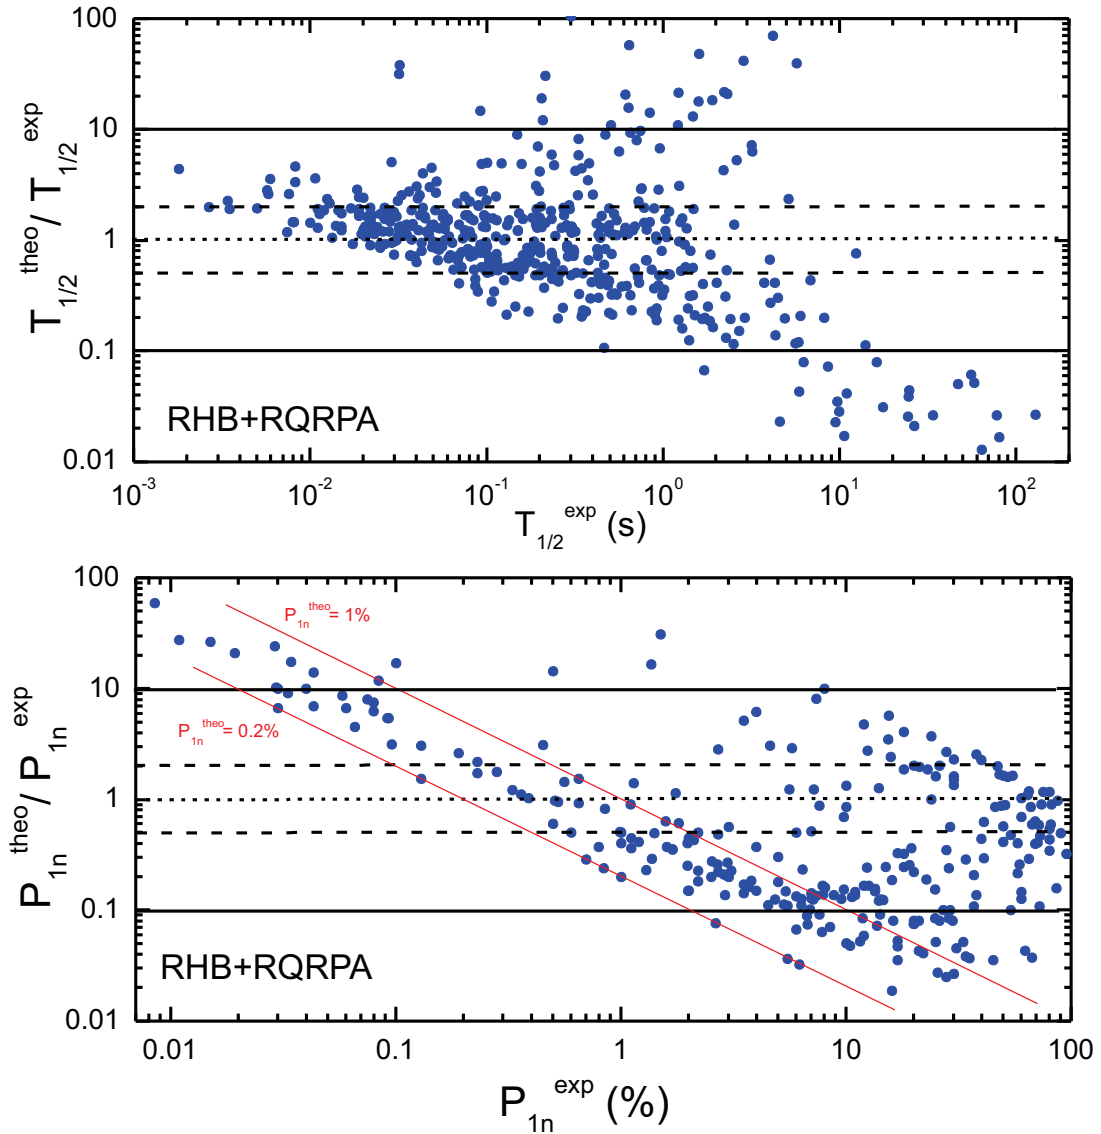 100
10
1
0.1
0.01
T₁/₂ᵗʰᵉᵒ / T₁/₂ᵉˣᵖ
RHB+RQRPA
10⁻³ 10⁻² 10⁻¹ 10⁰ 10¹ 10²
T₁/₂ᵉˣᵖ (s)
100
10
1
0.1
0.01
P₁ₙᵗʰᵉᵒ / P₁ₙᵉˣᵖ
P₁ₙᵗʰᵉᵒ = 1%
P₁ₙᵗʰᵉᵒ = 0.2%
RHB+RQRPA
0.01 0.1 1 10 100
P₁ₙᵉˣᵖ (%)